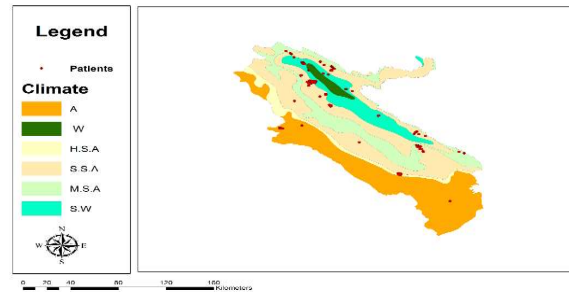 Legend
Patients
Climate
A
W
H.S.A
S.S.A
M.S.A
S.W
N
W E
S
0 20 40 80 120 160
Kilometers